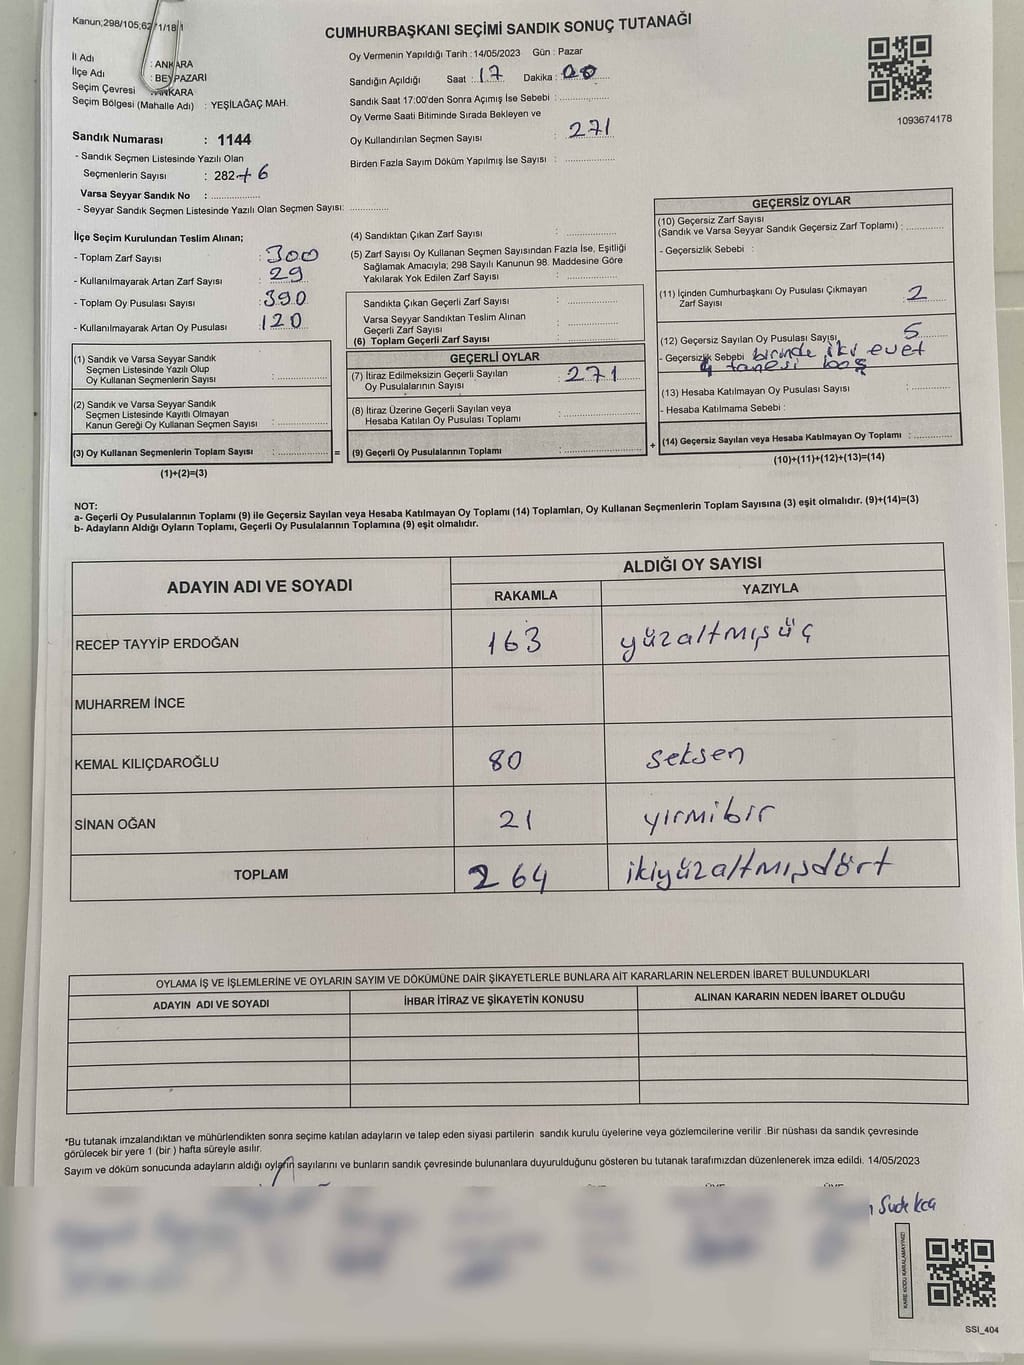 Kanun;298/105;62/1/18/1
CUMHURBAŞKANI SEÇİMİ SANDIK SONUÇ TUTANAĞI
İl Adı : ANKARA
İlçe Adı : BEYPAZARI
Seçim Çevresi : ANKARA
Seçim Bölgesi (Mahalle Adı) : YEŞİLAĞAÇ MAH.
Sandık Numarası : 1144
- Sandık Seçmen Listesinde Yazılı Olan
Seçmenlerin Sayısı : 282+6
Varsa Seyyar Sandık No : ..................
- Seyyar Sandık Seçmen Listesinde Yazılı Olan Seçmen Sayısı: ............
Oy Vermenin Yapıldığı Tarih : 14/05/2023 Gün : Pazar
Sandığın Açıldığı Saat : 17 Dakika : 00
Sandık Saat 17:00'den Sonra Açımış İse Sebebi : ..................
Oy Verme Saati Bitiminde Sırada Bekleyen ve
Oy Kullandırılan Seçmen Sayısı : 271
Birden Fazla Sayım Döküm Yapılmış İse Sayısı : ..................
1093674178
İlçe Seçim Kurulundan Teslim Alınan;
- Toplam Zarf Sayısı : 300
- Kullanılmayarak Artan Zarf Sayısı : 29
- Toplam Oy Pusulası Sayısı : 390
- Kullanılmayarak Artan Oy Pusulası : 120
(1) Sandık ve Varsa Seyyar Sandık
Seçmen Listesinde Yazılı Olup
Oy Kullanan Seçmenlerin Sayısı : ..................
(2) Sandık ve Varsa Seyyar Sandık
Seçmen Listesinde Kayıtlı Olmayan
Kanun Gereği Oy Kullanan Seçmen Sayısı : ..................
(3) Oy Kullanan Seçmenlerin Toplam Sayısı : .................. =
(1)+(2)=(3)
(4) Sandıktan Çıkan Zarf Sayısı : ..................
(5) Zarf Sayısı Oy Kullanan Seçmen Sayısından Fazla İse, Eşitliği
Sağlamak Amacıyla; 298 Sayılı Kanunun 98. Maddesine Göre
Yakılarak Yok Edilen Zarf Sayısı : ..................
Sandıkta Çıkan Geçerli Zarf Sayısı : ..................
Varsa Seyyar Sandıktan Teslim Alınan
Geçerli Zarf Sayısı : ..................
(6) Toplam Geçerli Zarf Sayısı
GEÇERLİ OYLAR
(7) İtiraz Edilmeksizin Geçerli Sayılan
Oy Pusulalarının Sayısı : 271
(8) İtiraz Üzerine Geçerli Sayılan veya
Hesaba Katılan Oy Pusulası Toplamı : ..................
(9) Geçerli Oy Pusulalarının Toplamı : .................. +
GEÇERSİZ OYLAR
(10) Geçersiz Zarf Sayısı
(Sandık ve Varsa Seyyar Sandık Geçersiz Zarf Toplamı) : ............
- Geçersizlik Sebebi :
(11) İçinden Cumhurbaşkanı Oy Pusulası Çıkmayan
Zarf Sayısı 2
(12) Geçersiz Sayılan Oy Pusulası Sayısı 5
- Geçersizlik Sebebi birinde iki evet
4 tanesi boş
(13) Hesaba Katılmayan Oy Pusulası Sayısı : ............
- Hesaba Katılmama Sebebi :
(14) Geçersiz Sayılan veya Hesaba Katılmayan Oy Toplamı : ............
(10)+(11)+(12)+(13)=(14)
NOT:
a- Geçerli Oy Pusulalarının Toplamı (9) ile Geçersiz Sayılan veya Hesaba Katılmayan Oy Toplamı (14) Toplamları, Oy Kullanan Seçmenlerin Toplam Sayısına (3) eşit olmalıdır. (9)+(14)=(3)
b- Adayların Aldığı Oyların Toplamı, Geçerli Oy Pusulalarının Toplamına (9) eşit olmalıdır.
ADAYIN ADI VE SOYADI ALDIĞI OY SAYISI
RAKAMLA YAZIYLA
RECEP TAYYİP ERDOĞAN 163 yüzaltmışüç
MUHARREM İNCE
KEMAL KILIÇDAROĞLU 80 seksen
SİNAN OĞAN 21 yirmibir
TOPLAM 264 ikiyüzaltmışdört
OYLAMA İŞ VE İŞLEMLERİNE VE OYLARIN SAYIM VE DÖKÜMÜNE DAİR ŞİKAYETLERLE BUNLARA AİT KARARLARIN NELERDEN İBARET BULUNDUKLARI
ADAYIN ADI VE SOYADI İHBAR İTİRAZ VE ŞİKAYETİN KONUSU ALINAN KARARIN NEDEN İBARET OLDUĞU
*Bu tutanak imzalandıktan ve mühürlendikten sonra seçime katılan adayların ve talep eden siyasi partilerin sandık kurulu üyelerine veya gözlemcilerine verilir .Bir nüshası da sandık çevresinde
görülecek bir yere 1 (bir ) hafta süreyle asılır.
Sayım ve döküm sonucunda adayların aldığı oyların sayılarını ve bunların sandık çevresinde bulunanlara duyurulduğunu gösteren bu tutanak tarafımızdan düzenlenerek imza edildi. 14/05/2023
KARE KODU KARALAMAYINIZ!
SSI_404